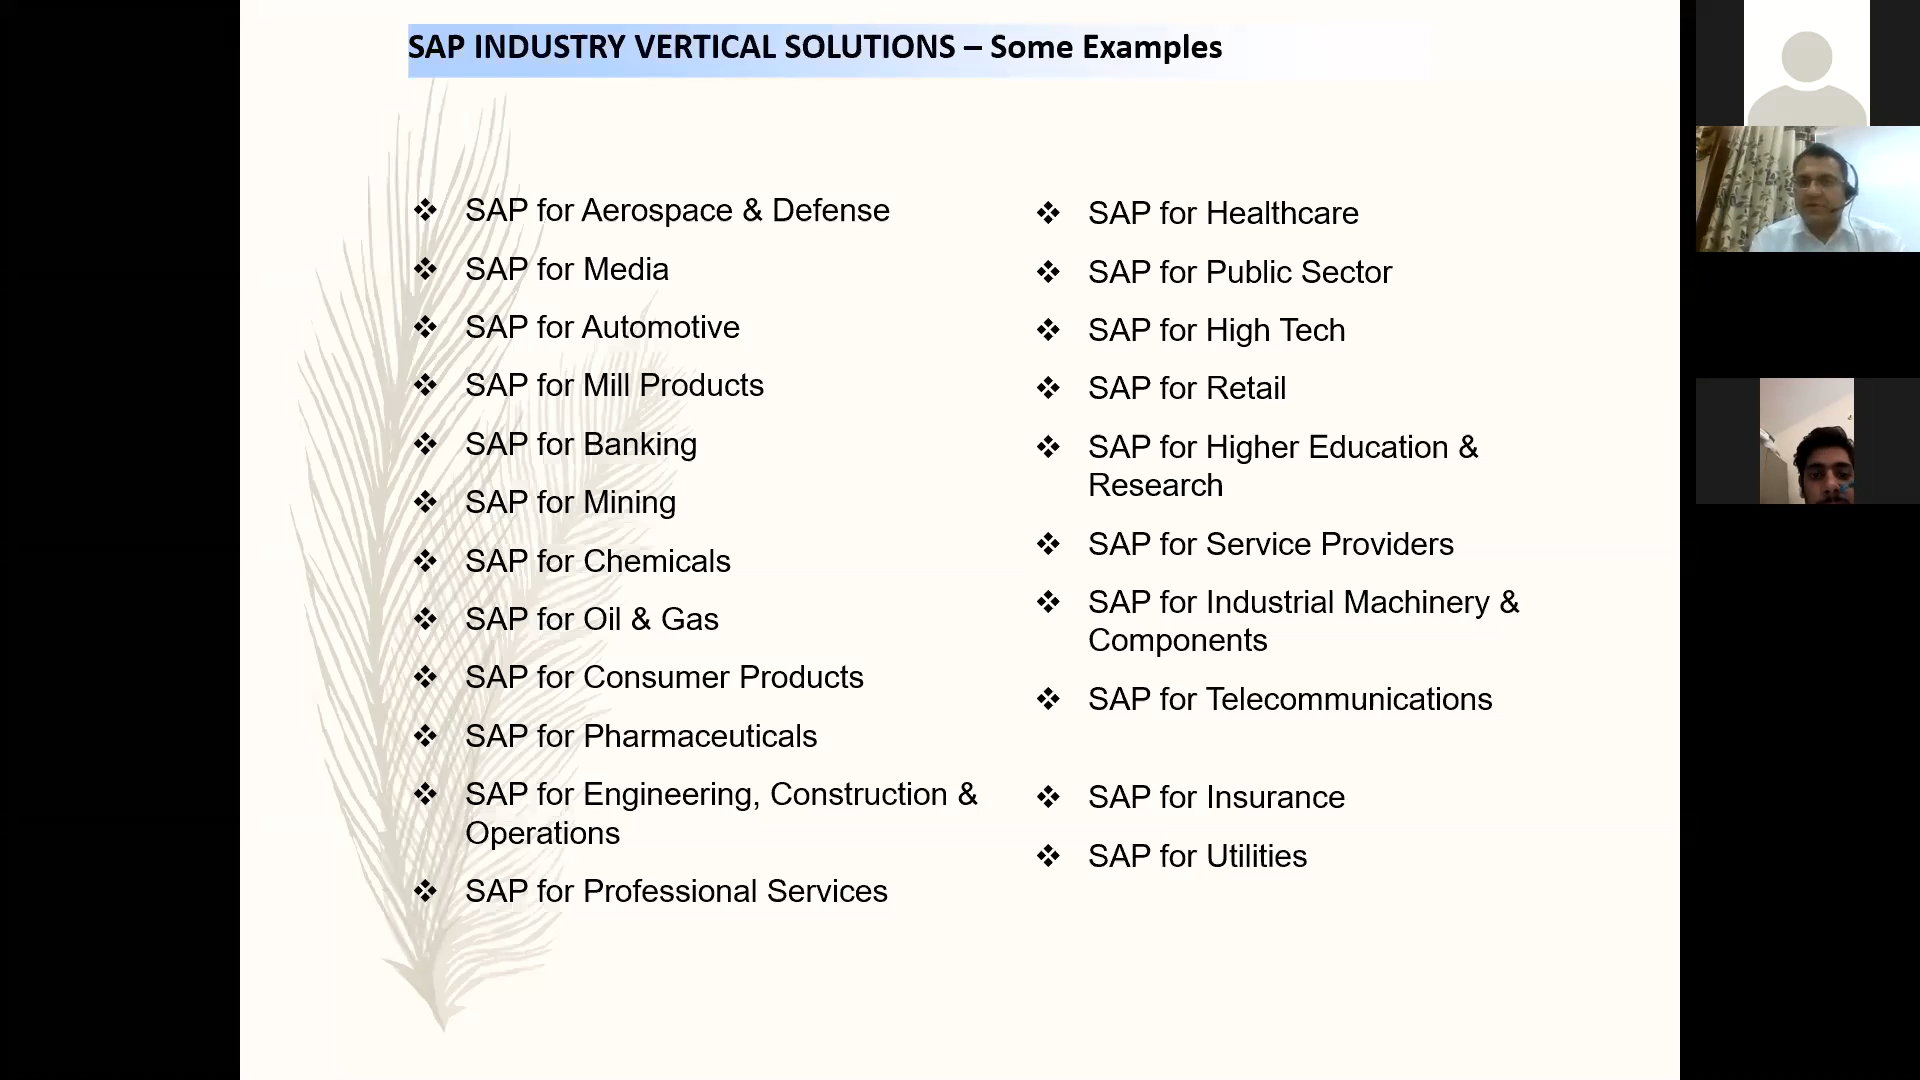 SAP INDUSTRY VERTICAL SOLUTIONS – Some Examples
SAP for Aerospace & Defense
SAP for Media
SAP for Automotive
SAP for Mill Products
SAP for Banking
SAP for Mining
SAP for Chemicals
SAP for Oil & Gas
SAP for Consumer Products
SAP for Pharmaceuticals
SAP for Engineering, Construction &
Operations
SAP for Professional Services
SAP for Healthcare
SAP for Public Sector
SAP for High Tech
SAP for Retail
SAP for Higher Education &
Research
SAP for Service Providers
SAP for Industrial Machinery &
Components
SAP for Telecommunications
SAP for Insurance
SAP for Utilities